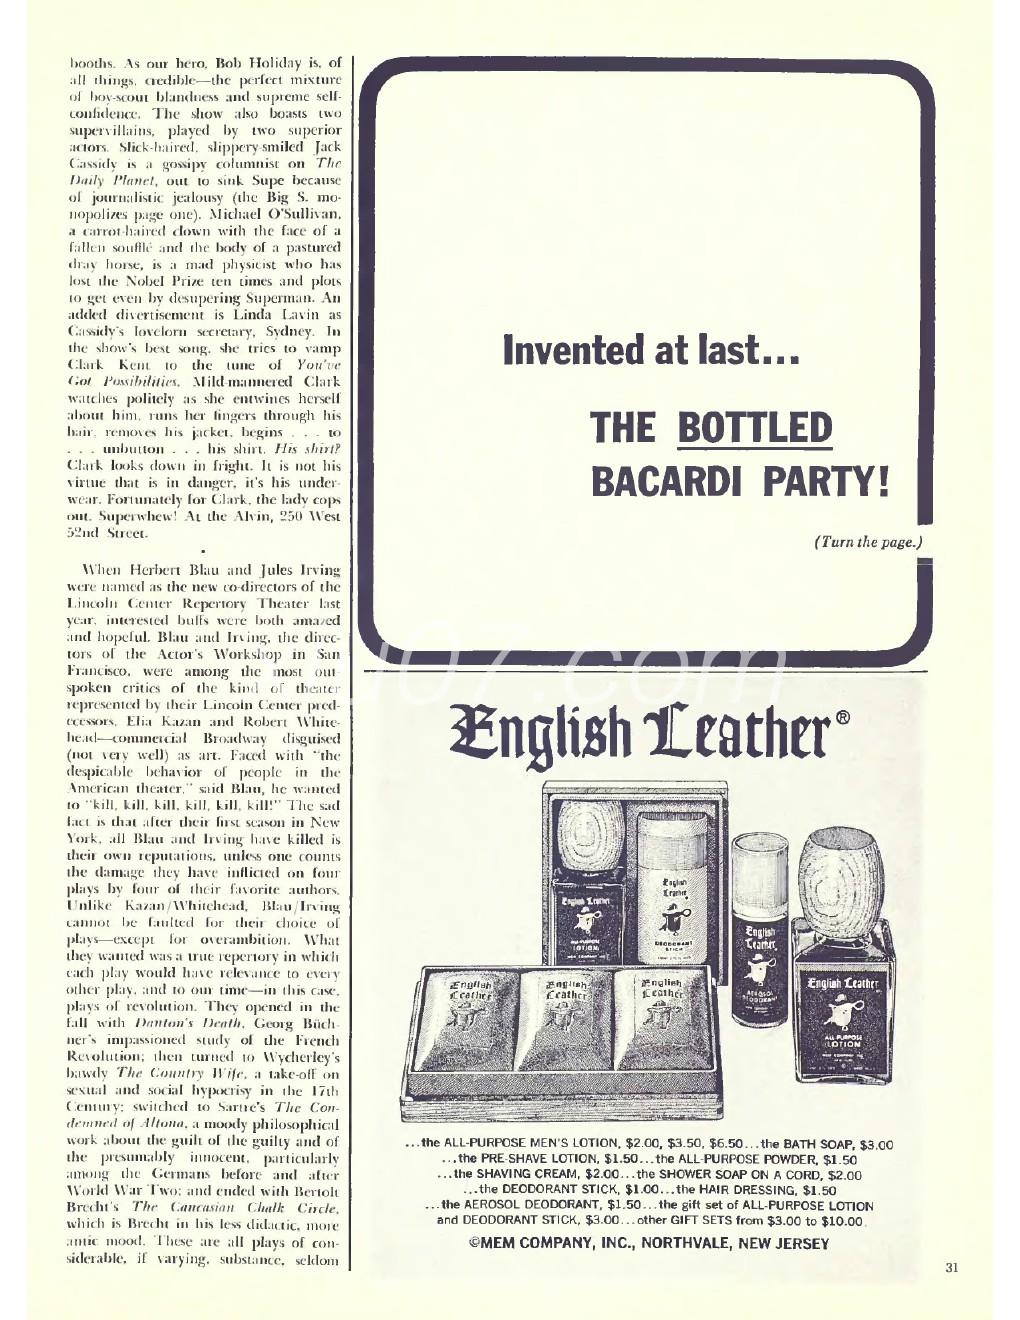 booths. As our hero, Bob Holiday is, of
all things, credible—the perfect mixture
of boy-scout blandness and supreme self-
confidence. The show also boasts two
supervillains, played by two superior
actors. Slick-haired, slippery-smiled Jack
Cassidy is a gossipy columnist on The
Daily Planet, out to sink Supe because
of journalistic jealousy (the Big S. mo-
nopolizes page one). Michael O'Sullivan,
a carrot-haired clown with the face of a
fallen soufflé and the body of a pastured
dray horse, is a mad physicist who has
lost the Nobel Prize ten times and plots
to get even by desupering Superman. An
added divertisement is Linda Lavin as
Cassidy's lovelorn secretary, Sydney. In
the show's best song, she tries to vamp
Clark Kent to the tune of You've
Got Possibilities. Mild-mannered Clark
watches politely as she entwines herself
about him, runs her fingers through his
hair, removes his jacket, begins . . . to
. . . unbutton . . . his shirt. His shirt?
Clark looks down in fright. It is not his
virtue that is in danger, it's his under-
wear. Fortunately for Clark, the lady cops
out. Superwhew! At the Alvin, 250 West
52nd Street.
•
When Herbert Blau and Jules Irving
were named as the new co-directors of the
Lincoln Center Repertory Theater last
year, interested buffs were both amazed
and hopeful. Blau and Irving, the direc-
tors of the Actor's Workshop in San
Francisco, were among the most out-
spoken critics of the kind of theater
represented by their Lincoln Center pred-
ecessors, Elia Kazan and Robert White-
head—commercial Broadway disguised
(not very well) as art. Faced with "the
despicable behavior of people in the
American theater," said Blau, he wanted
to "kill, kill, kill, kill, kill, kill!" The sad
fact is that after their first season in New
York, all Blau and Irving have killed is
their own reputations, unless one counts
the damage they have inflicted on four
plays by four of their favorite authors.
Unlike Kazan/Whitehead, Blau/Irving
cannot be faulted for their choice of
plays—except for overambition. What
they wanted was a true repertory in which
each play would have relevance to every
other play, and to our time—in this case,
plays of revolution. They opened in the
fall with Danton's Death, Georg Büch-
ner's impassioned study of the French
Revolution; then turned to Wycherley's
bawdy The Country Wife, a take-off on
sexual and social hypocrisy in the 17th
Century; switched to Sartre's The Con-
demned of Altona, a moody philosophical
work about the guilt of the guilty and of
the presumably innocent, particularly
among the Germans before and after
World War Two; and ended with Bertolt
Brecht's The Caucasian Chalk Circle,
which is Brecht in his less didactic, more
antic mood. These are all plays of con-
siderable, if varying, substance, seldom
Invented at last...
THE BOTTLED
BACARDI PARTY!
(Turn the page.)
English Leather®
English Leather
ALL-PURPOSE
LOTION
English
Leather
DEODORANT
STICK
English
Leather
AEROSOL
DEODORANT
English Leather
ALL PURPOSE
LOTION
English
Leather
English
Leather
English
Leather
...the ALL-PURPOSE MEN'S LOTION, $2.00, $3.50, $6.50...the BATH SOAP, $3.00
...the PRE-SHAVE LOTION, $1.50...the ALL-PURPOSE POWDER, $1.50
...the SHAVING CREAM, $2.00...the SHOWER SOAP ON A CORD, $2.00
...the DEODORANT STICK, $1.00...the HAIR DRESSING, $1.50
...the AEROSOL DEODORANT, $1.50...the gift set of ALL-PURPOSE LOTION
and DEODORANT STICK, $3.00...other GIFT SETS from $3.00 to $10.00.
©MEM COMPANY, INC., NORTHVALE, NEW JERSEY
31